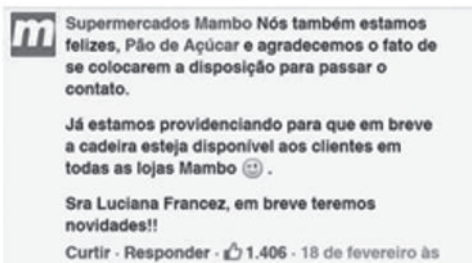 m
Supermercados Mambo Nós também estamos
felizes, Pão de Açúcar e agradecemos o fato de
se colocarem a disposição para passar o
contato.
Já estamos providenciando para que em breve
a cadeira esteja disponível aos clientes em
todas as lojas Mambo 🙂 .
Sra Luciana Francez, em breve teremos
novidades!!
Curtir · Responder · 👍 1.406 · 18 de fevereiro às